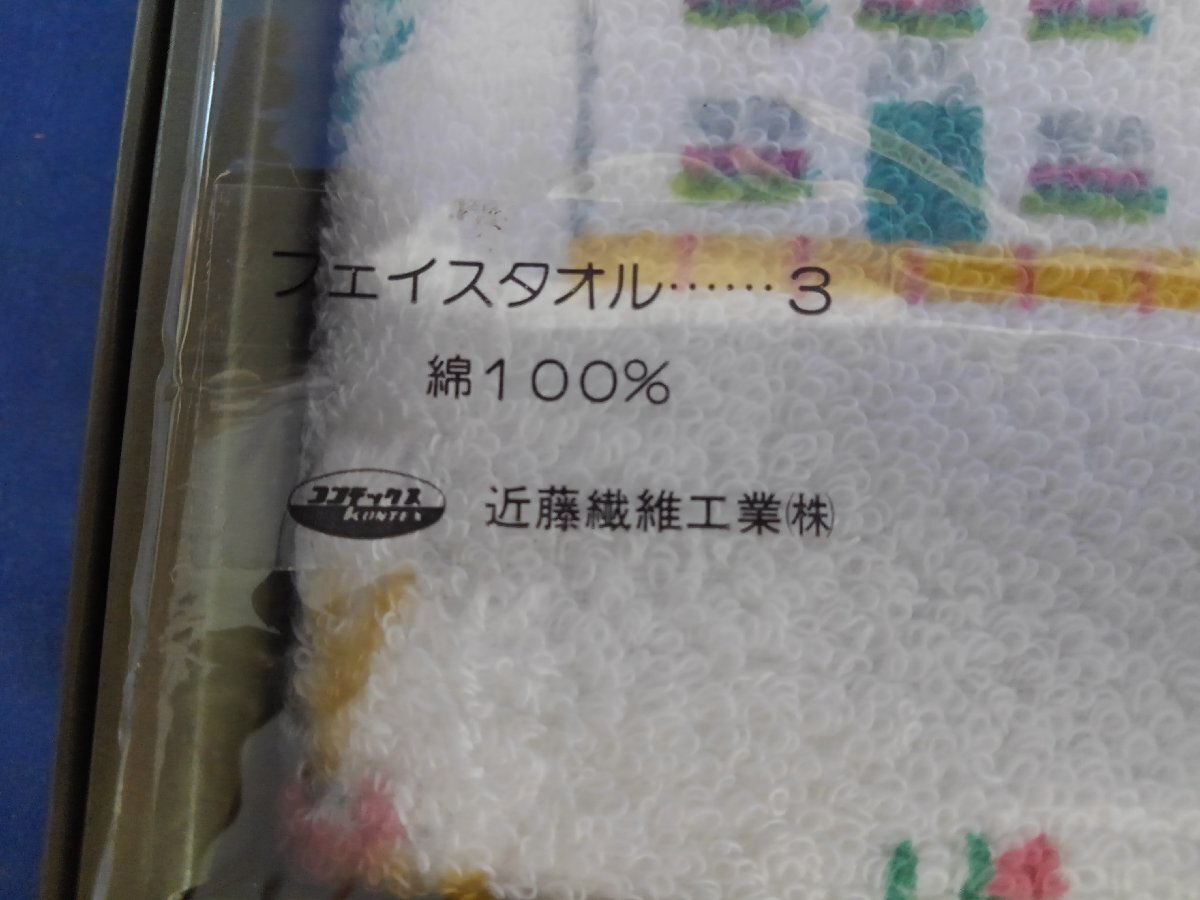 フェイスタオル……3
綿100%
コンテックス
KONTEX
近藤繊維工業㈱